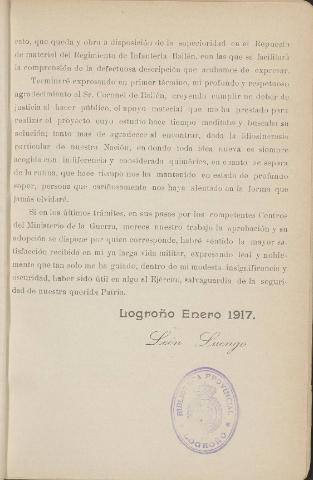 rato, que queda y obra a disposición de la superioridad en el Repuesto
de material del Regimiento de Infantería Bailén, con las que se facilitará
la comprensión de la defectuosa descripción que acabamos de expresar.
Terminaré expresando en primer término, mi profundo y respetuoso
agradecimiento al Sr. Coronel de Bailén, creyendo cumplir un deber de
justicia al hacer público, el apoyo material que me ha prestado para
realizar el proyecto cuyo estudio hace tiempo meditaba y buscaba su
solución; tanto mas de agradecer al encontrar, dada la idiosincrasia
particular de nuestra Nación, en donde toda idea nueva es siempre
acogida con indiferencia y considerada quimérica, en cuanto se separa
de la rutina, que hace tiempo nos ha mantenido en estado de profundo
sopor, personas que cariñosamente nos haya alentado en la forma que
jamás olvidaré.
Si en los últimos trámites, en sus pasos por los competentes Centros
del Ministerio de la Guerra, merece nuestro trabajo la aprobación y su
adopción se dispone por quien corresponde, habré sentido la mayor sa-
tisfacción recibida en mi ya larga vida militar, expresando leal y noble-
mente que tan solo me ha guiado, dentro de mi modesta insignificancia y
oscuridad, haber sido útil en algo al Ejército, salvaguardia de la seguri-
dad de nuestra querida Patria.
Logroño Enero 1917.
León Luengo
BIBLIOTECA PROVINCIAL
LOGROÑO